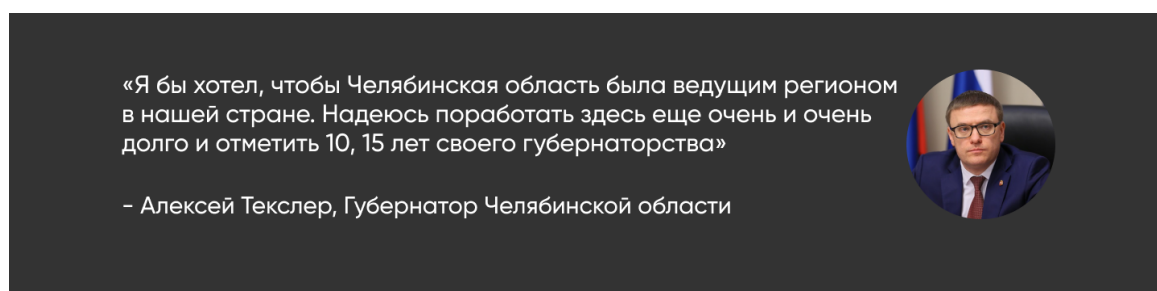 «Я бы хотел, чтобы Челябинская область была ведущим регионом
в нашей стране. Надеюсь поработать здесь еще очень и очень
долго и отметить 10, 15 лет своего губернаторства»
- Алексей Текслер, Губернатор Челябинской области